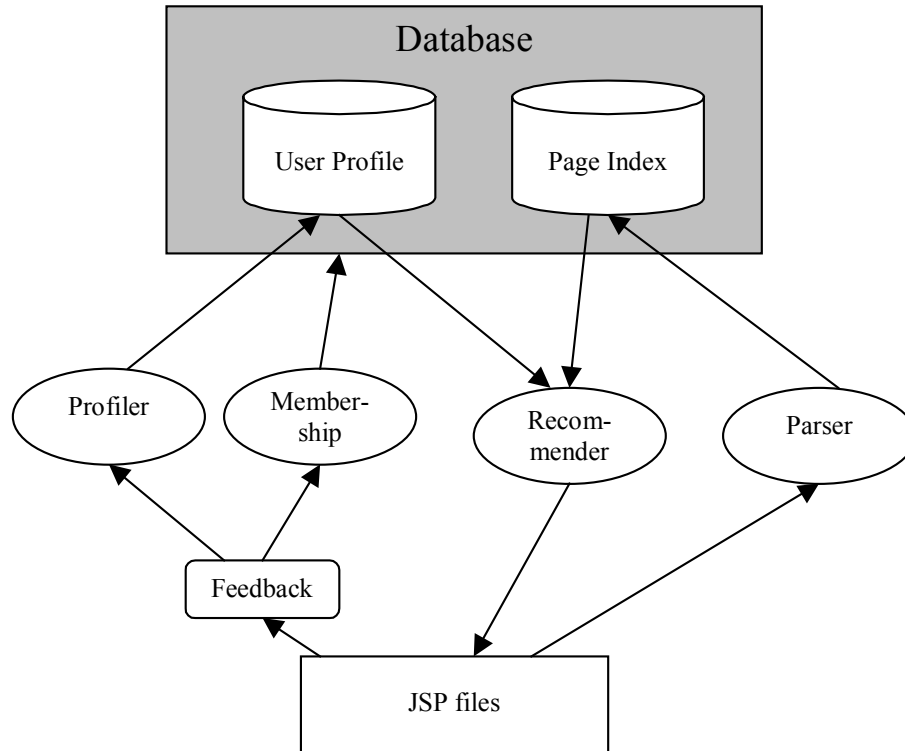 Database
User Profile
Page Index
Profiler
Member-
ship
Recom-
mender
Parser
Feedback
JSP files